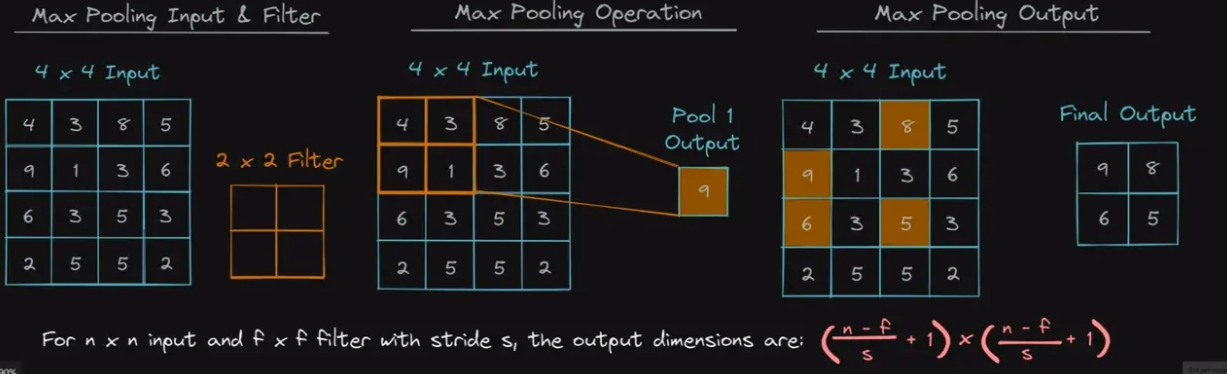 Max Pooling Input & Filter
4 x 4 Input
4 3 8 5
9 1 3 6
6 3 5 3
2 5 5 2
2 x 2 Filter
Max Pooling Operation
4 x 4 Input
4 3 8 5
9 1 3 6
6 3 5 3
2 5 5 2
Pool 1
Output
9
Max Pooling Output
4 x 4 Input
4 3 8 5
9 1 3 6
6 3 5 3
2 5 5 2
Final Output
9 8
6 5
For n x n input and f x f filter with stride s, the output dimensions are: ((n - f)/s + 1) x ((n - f)/s + 1)